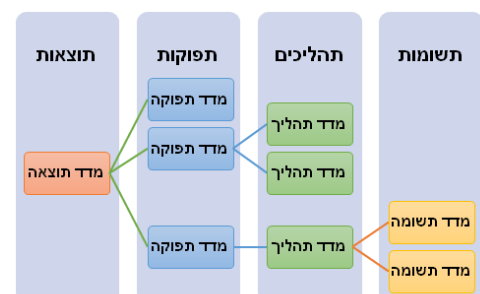 תשומות
תהליכים
תפוקות
תוצאות
מדד תפוקה
מדד תהליך
מדד תפוקה
מדד תהליך
מדד תוצאה
מדד תשומה
מדד תהליך
מדד תפוקה
מדד תשומה